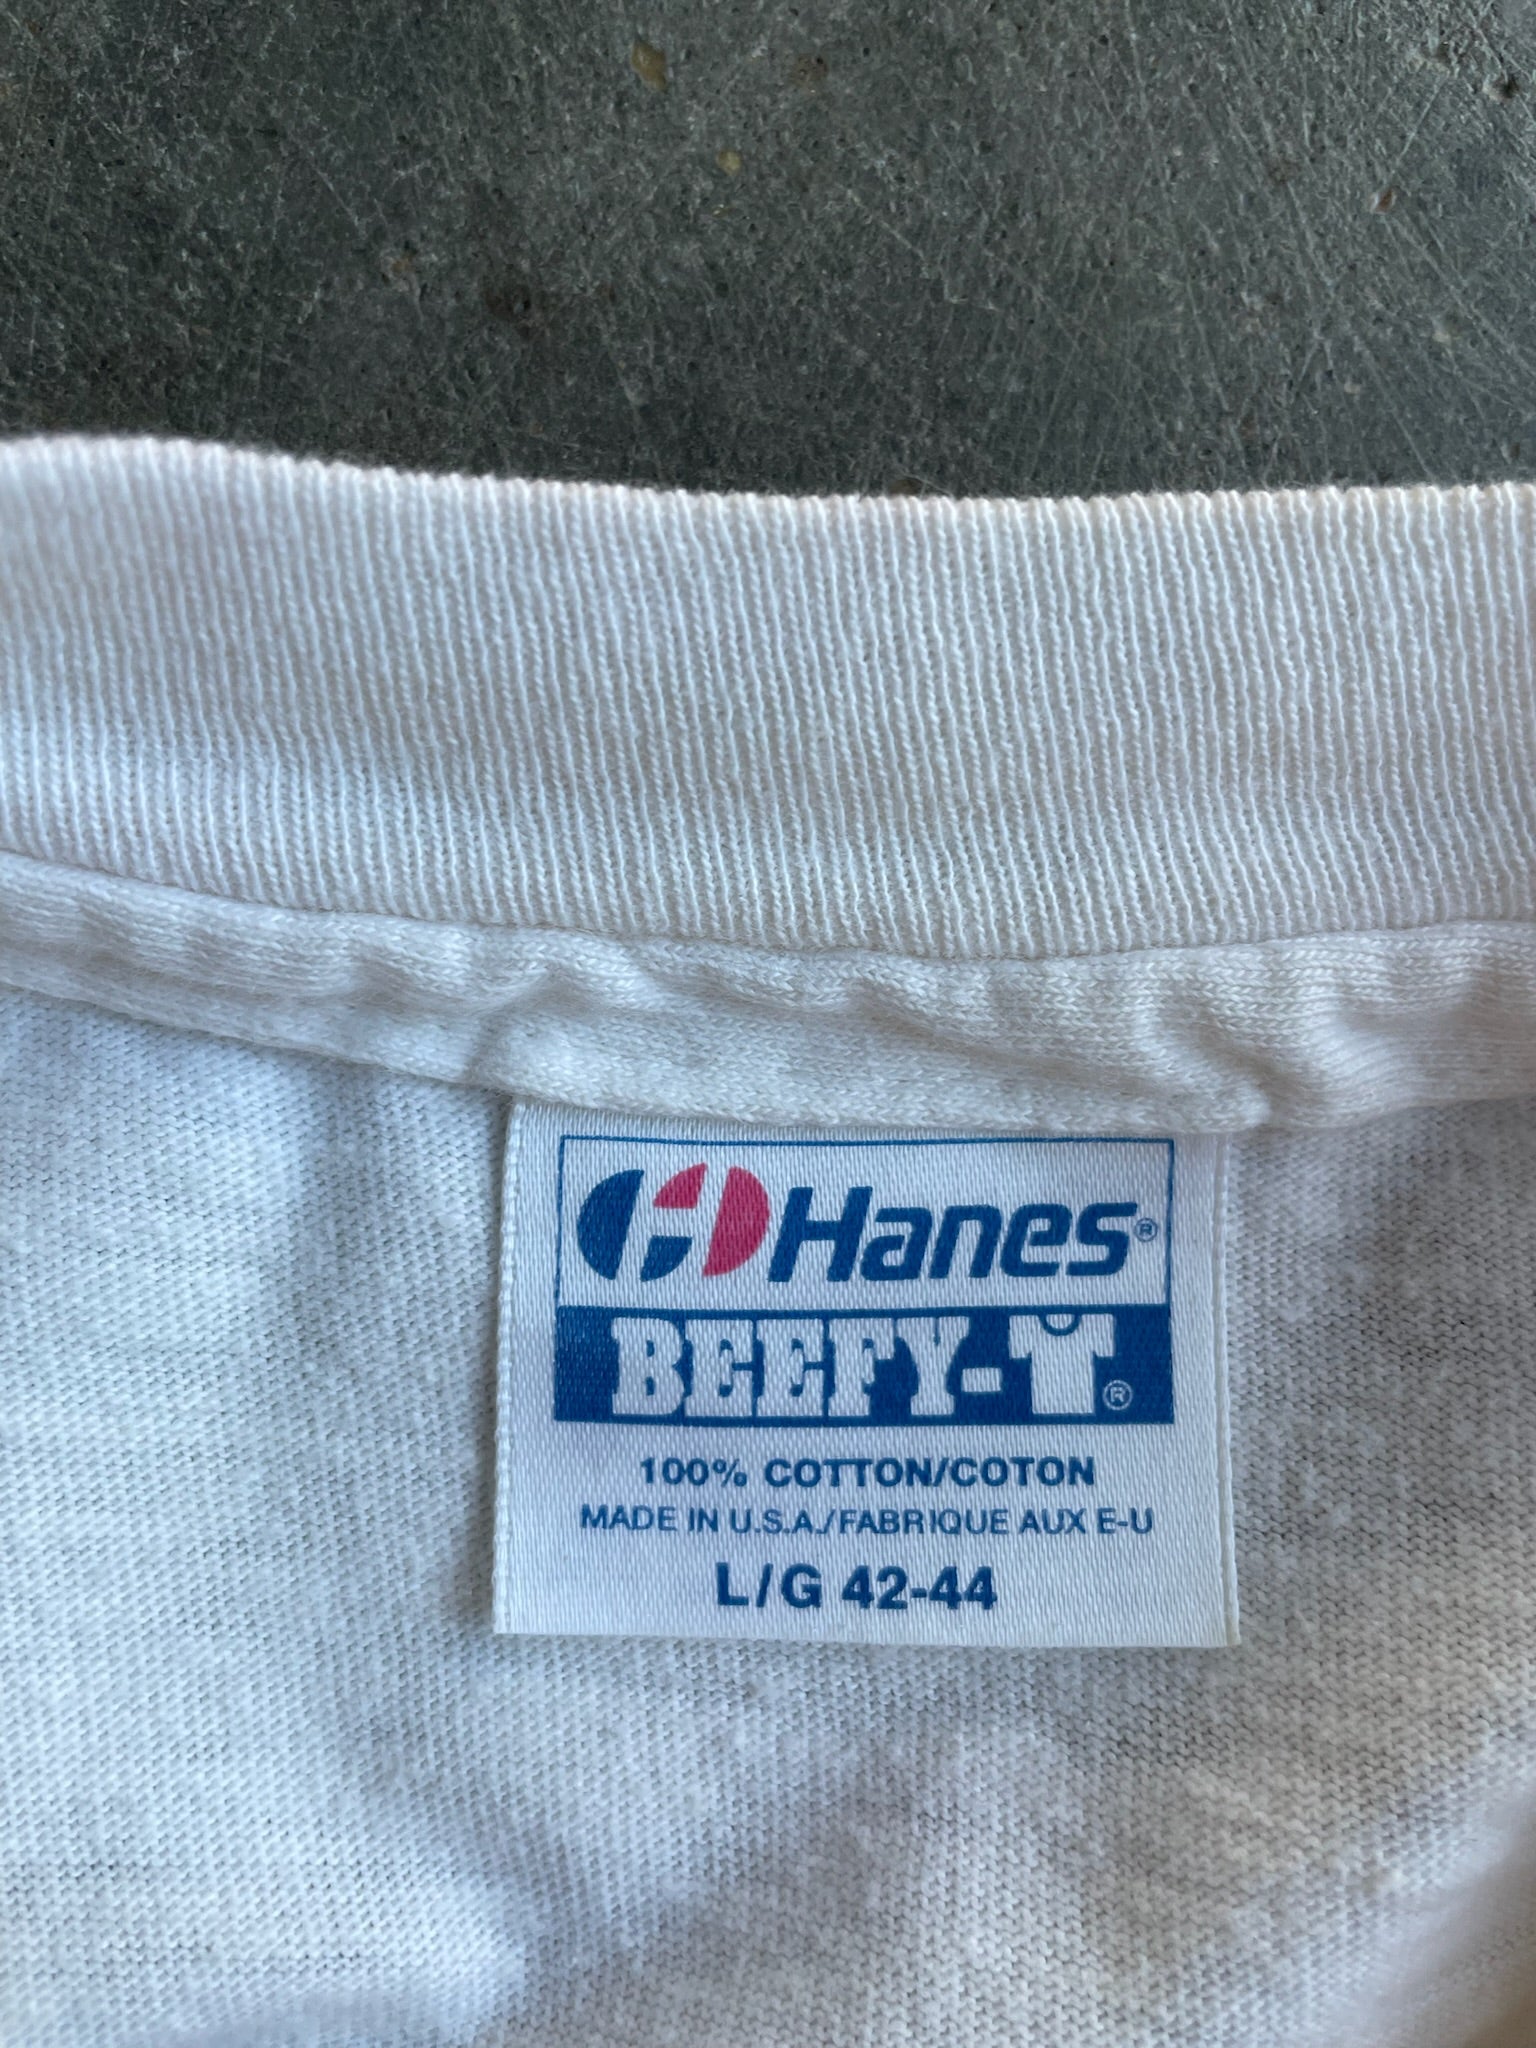 Hanes®
BEEFY-T®
100% COTTON/COTON
MADE IN U.S.A./FABRIQUE AUX E-U
L/G 42-44